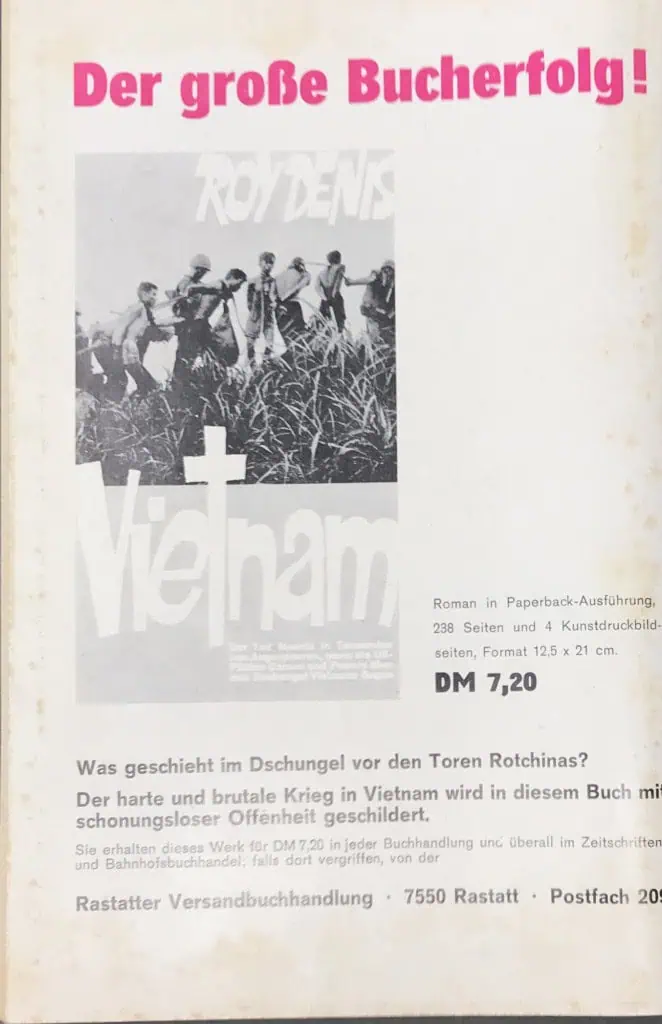 Der große Bucherfolg!
ROY DENIS
Vietnam
Der Tod
Roman in Paperback-Ausführung,
238 Seiten und 4 Kunstdruckbild-
seiten, Format 12,5 x 21 cm.
DM 7,20
Was geschieht im Dschungel vor den Toren Rotchinas?
Der harte und brutale Krieg in Vietnam wird in diesem Buch mit
schonungsloser Offenheit geschildert.
Sie erhalten dieses Werk für DM 7,20 in jeder Buchhandlung und überall im Zeitschriften
und Bahnhofsbuchhandel; falls dort vergriffen, von der
Rastatter Versandbuchhandlung · 7550 Rastatt · Postfach 209